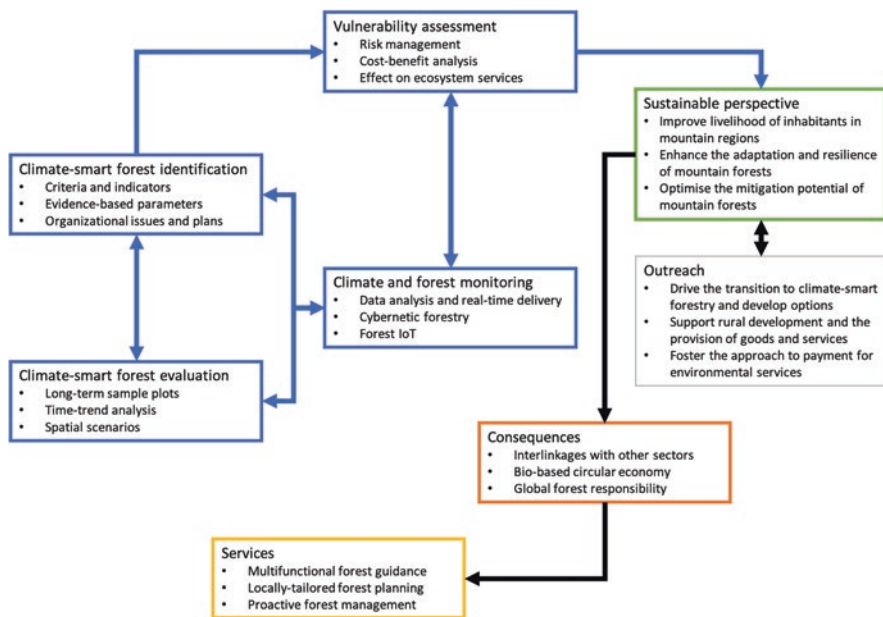 Vulnerability assessment
• Risk management
• Cost-benefit analysis
• Effect on ecosystem services
Sustainable perspective
• Improve livelihood of inhabitants in
mountain regions
• Enhance the adaptation and resilience
of mountain forests
• Optimise the mitigation potential of
mountain forests
Climate-smart forest identification
• Criteria and indicators
• Evidence-based parameters
• Organizational issues and plans
Climate and forest monitoring
• Data analysis and real-time delivery
• Cybernetic forestry
• Forest IoT
Outreach
• Drive the transition to climate-smart
forestry and develop options
• Support rural development and the
provision of goods and services
• Foster the approach to payment for
environmental services
Climate-smart forest evaluation
• Long-term sample plots
• Time-trend analysis
• Spatial scenarios
Consequences
• Interlinkages with other sectors
• Bio-based circular economy
• Global forest responsibility
Services
• Multifunctional forest guidance
• Locally-tailored forest planning
• Proactive forest management